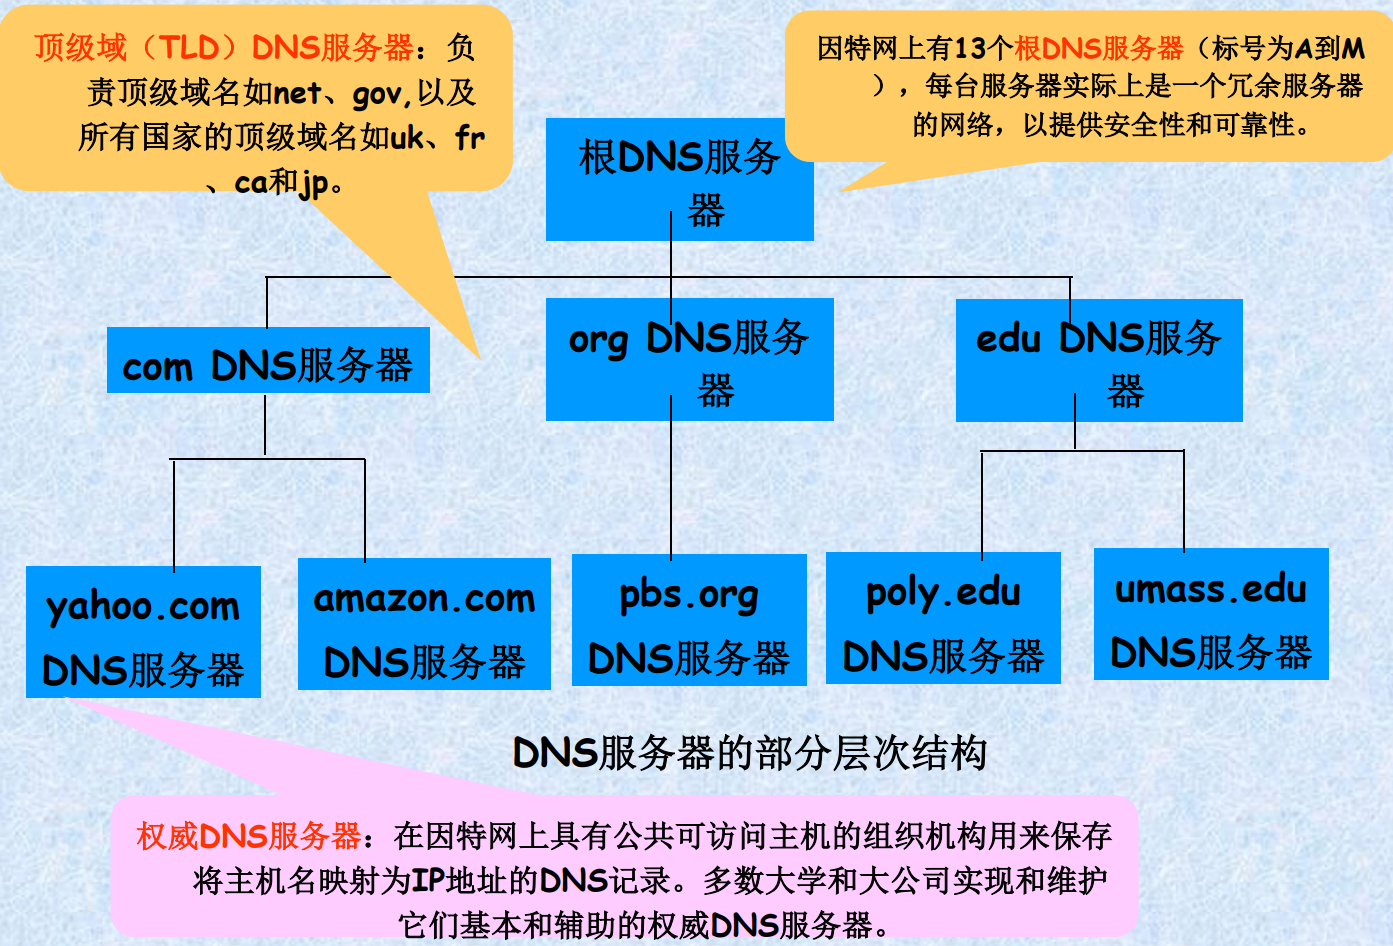 顶级域（TLD）DNS服务器：负
责顶级域名如net、gov,以及
所有国家的顶级域名如uk、fr
、ca和jp。
因特网上有13个根DNS服务器（标号为A到M
），每台服务器实际上是一个冗余服务器
的网络，以提供安全性和可靠性。
根DNS服务
器
com DNS服务器
org DNS服务
器
edu DNS服务
器
yahoo.com
DNS服务器
amazon.com
DNS服务器
pbs.org
DNS服务器
poly.edu
DNS服务器
umass.edu
DNS服务器
DNS服务器的部分层次结构
权威DNS服务器：在因特网上具有公共可访问主机的组织机构用来保存
将主机名映射为IP地址的DNS记录。多数大学和大公司实现和维护
它们基本和辅助的权威DNS服务器。